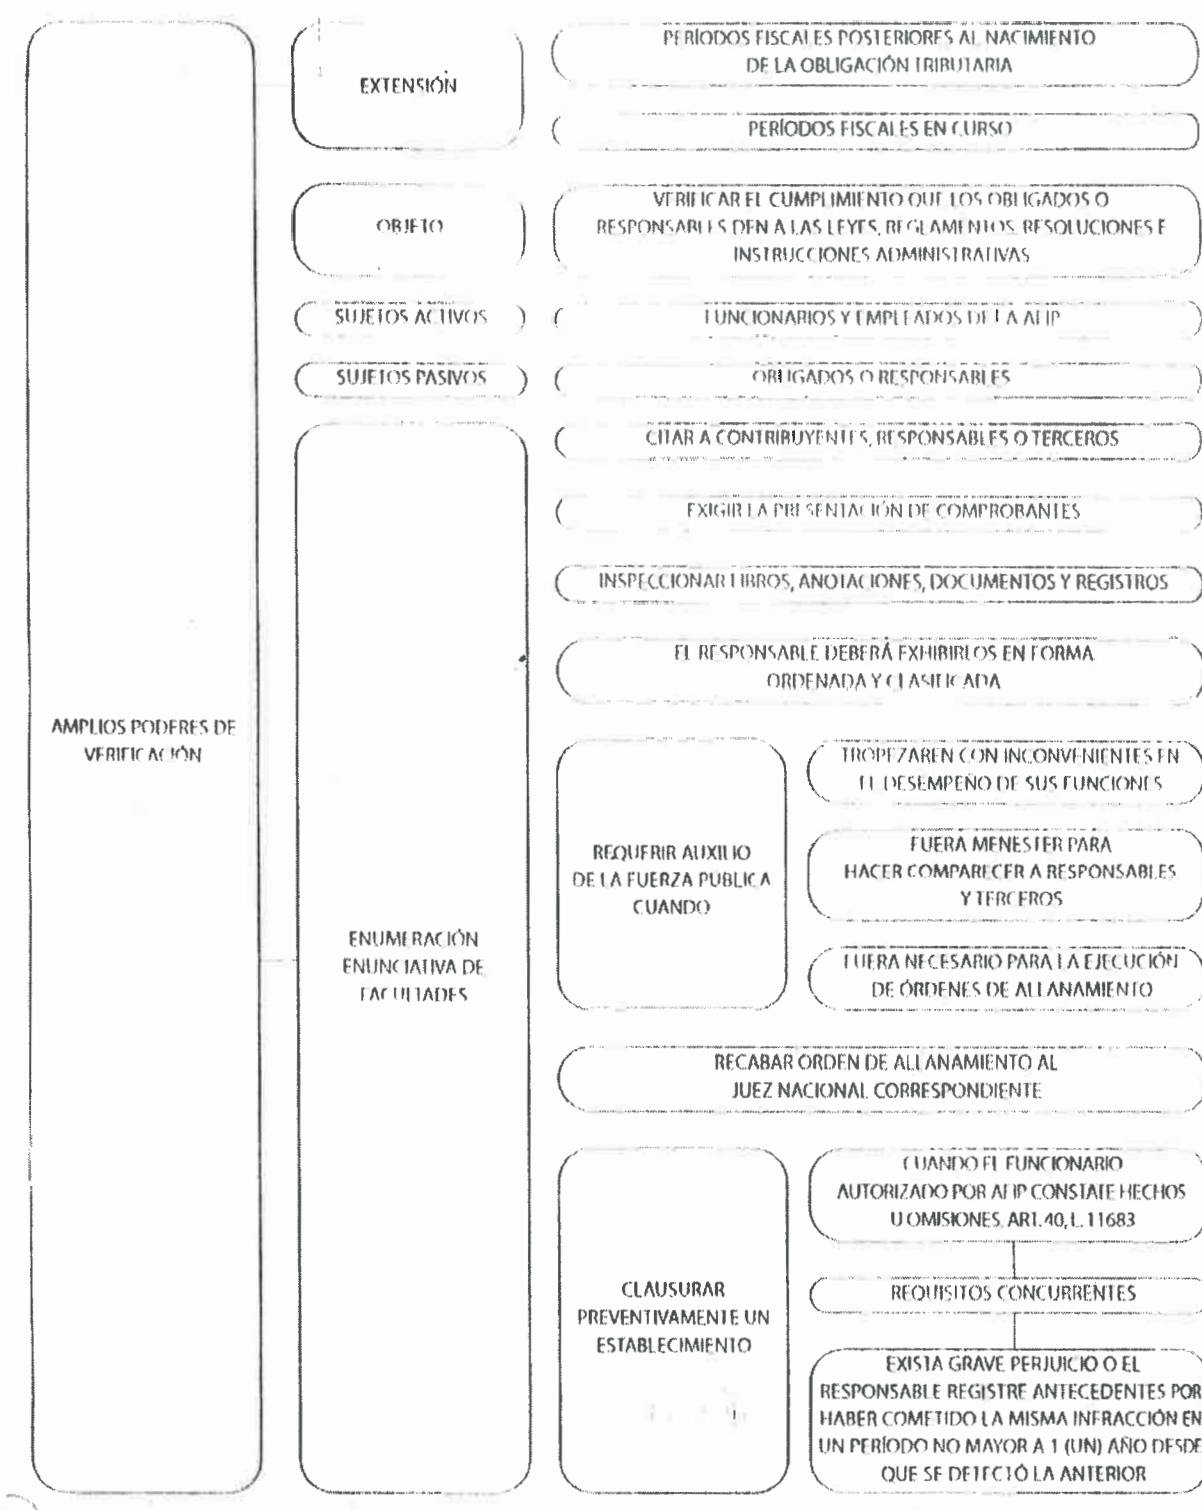 AMPLIOS PODERES DE
VERIFICACIÓN
EXTENSIÓN
PERÍODOS FISCALES POSTERIORES AL NACIMIENTO
DE LA OBLIGACIÓN TRIBUTARIA
PERÍODOS FISCALES EN CURSO
OBJETO
VERIFICAR EL CUMPLIMIENTO QUE LOS OBLIGADOS O
RESPONSABLES DEN A LAS LEYES, REGLAMENTOS, RESOLUCIONES E
INSTRUCCIONES ADMINISTRATIVAS
SUJETOS ACTIVOS
FUNCIONARIOS Y EMPLEADOS DE LA AFIP
SUJETOS PASIVOS
OBLIGADOS O RESPONSABLES
ENUMERACIÓN
ENUNCIATIVA DE
FACULTADES
CITAR A CONTRIBUYENTES, RESPONSABLES O TERCEROS
EXIGIR LA PRESENTACIÓN DE COMPROBANTES
INSPECCIONAR LIBROS, ANOTACIONES, DOCUMENTOS Y REGISTROS
EL RESPONSABLE DEBERÁ EXHIBIRLOS EN FORMA
ORDENADA Y CLASIFICADA
REQUERIR AUXILIO
DE LA FUERZA PUBLICA
CUANDO
TROPEZAREN CON INCONVENIENTES EN
EL DESEMPEÑO DE SUS FUNCIONES
FUERA MENESTER PARA
HACER COMPARECER A RESPONSABLES
Y TERCEROS
FUERA NECESARIO PARA LA EJECUCIÓN
DE ÓRDENES DE ALLANAMIENTO
RECABAR ORDEN DE ALLANAMIENTO AL
JUEZ NACIONAL CORRESPONDIENTE
CLAUSURAR
PREVENTIVAMENTE UN
ESTABLECIMIENTO
CUANDO EL FUNCIONARIO
AUTORIZADO POR AFIP CONSTATE HECHOS
U OMISIONES, ART. 40, L. 11683
REQUISITOS CONCURRENTES
EXISTA GRAVE PERJUICIO O EL
RESPONSABLE REGISTRE ANTECEDENTES POR
HABER COMETIDO LA MISMA INFRACCIÓN EN
UN PERÍODO NO MAYOR A 1 (UN) AÑO DESDE
QUE SE DETECTÓ LA ANTERIOR